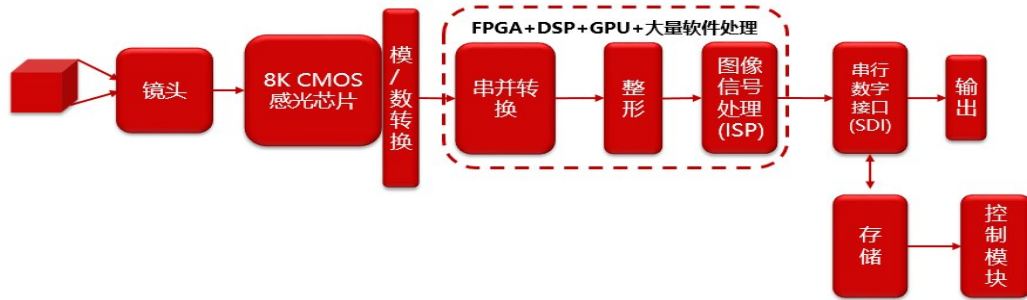 FPGA+DSP+GPU+大量软件处理
镜头
8K CMOS
感光芯片
模
/
数
转
换
串并转
换
整
形
图像
信号
处理
(ISP)
串行
数字
接口
(SDI)
输
出
存
储
控
制
模
块